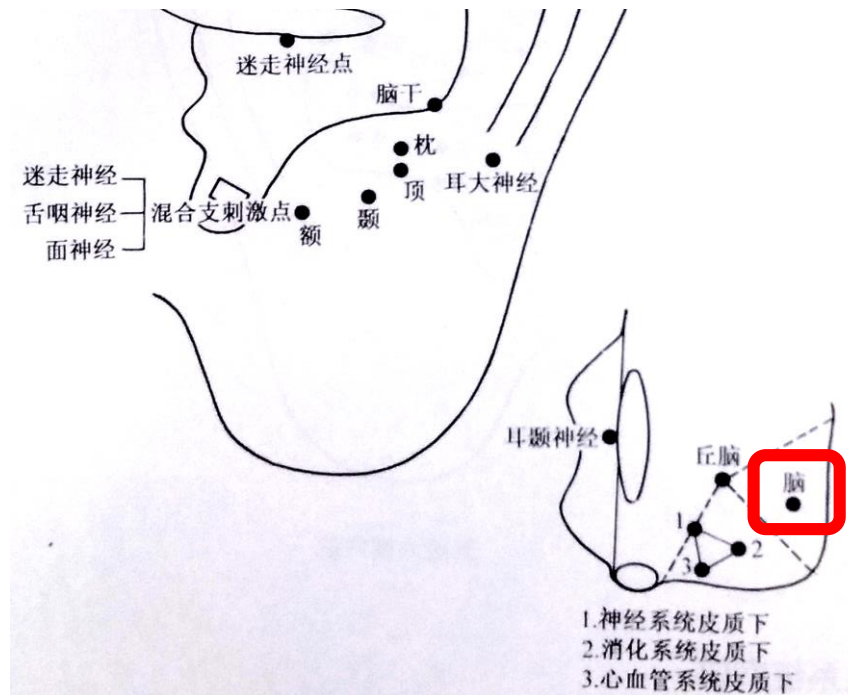 迷走神经点
脑干
枕
顶
耳大神经
迷走神经
舌咽神经
面神经
混合支刺激点
额
颞
耳颞神经
丘脑
脑
1
2
3
1.神经系统皮质下
2.消化系统皮质下
3.心血管系统皮质下